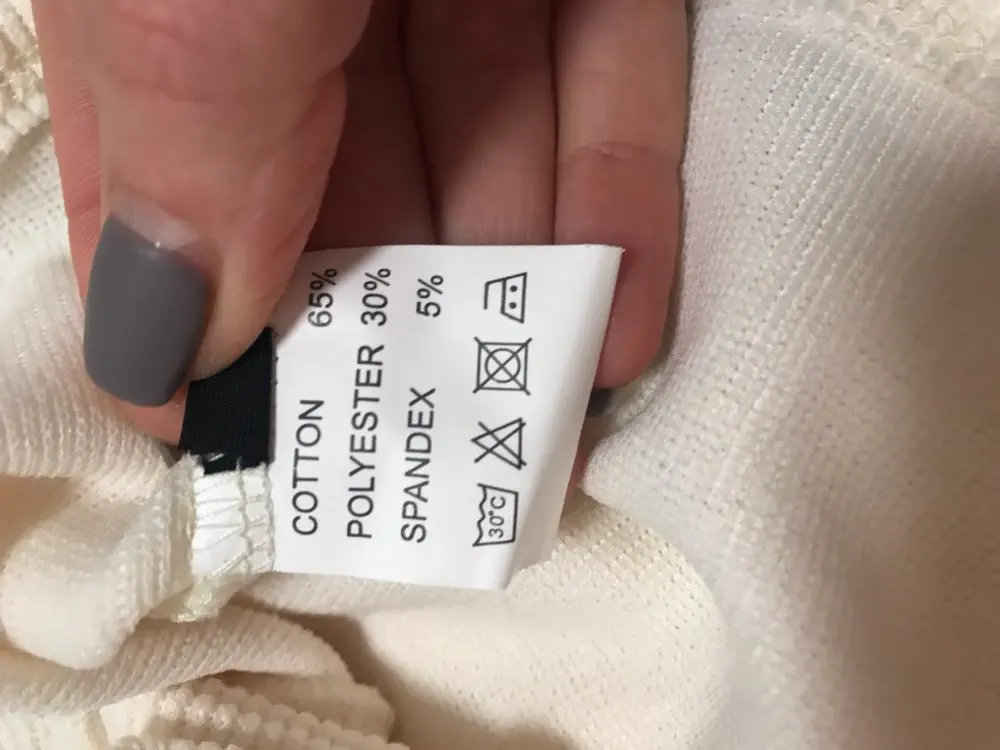 COTTON 65%
POLYESTER 30%
SPANDEX 5%
30°C